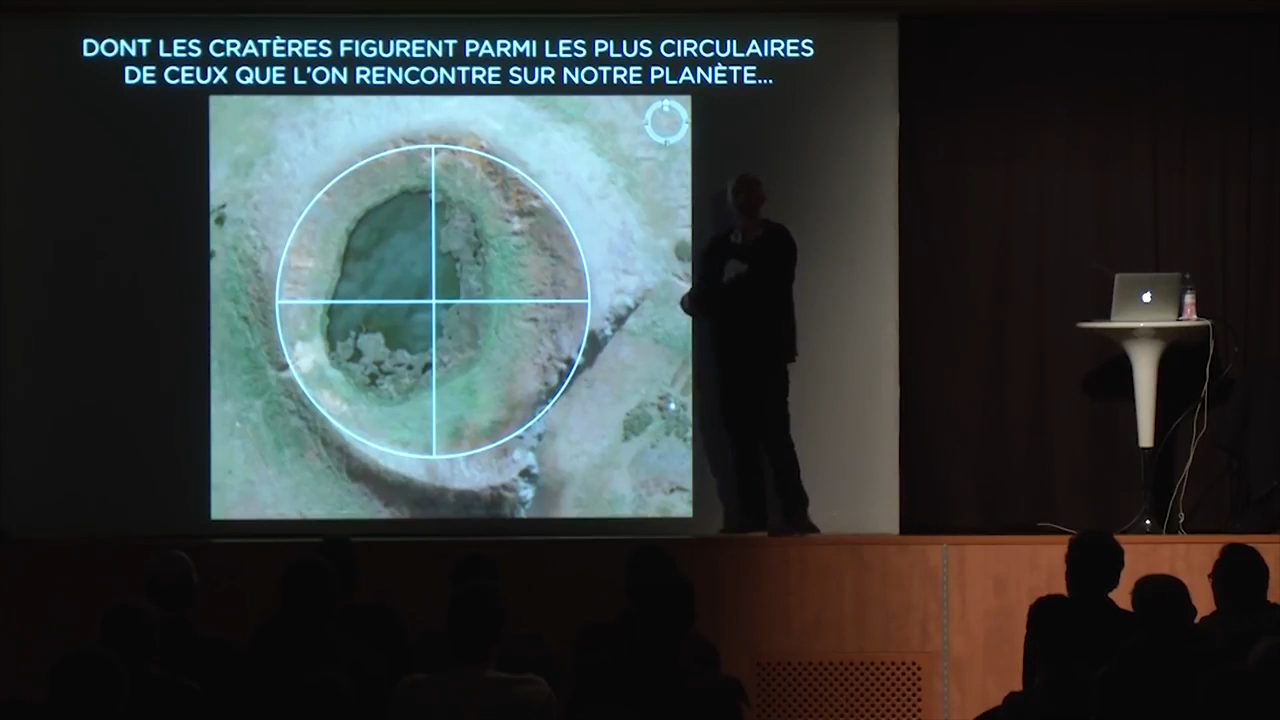 DONT LES CRATÈRES FIGURENT PARMI LES PLUS CIRCULAIRES
DE CEUX QUE L'ON RENCONTRE SUR NOTRE PLANÈTE...